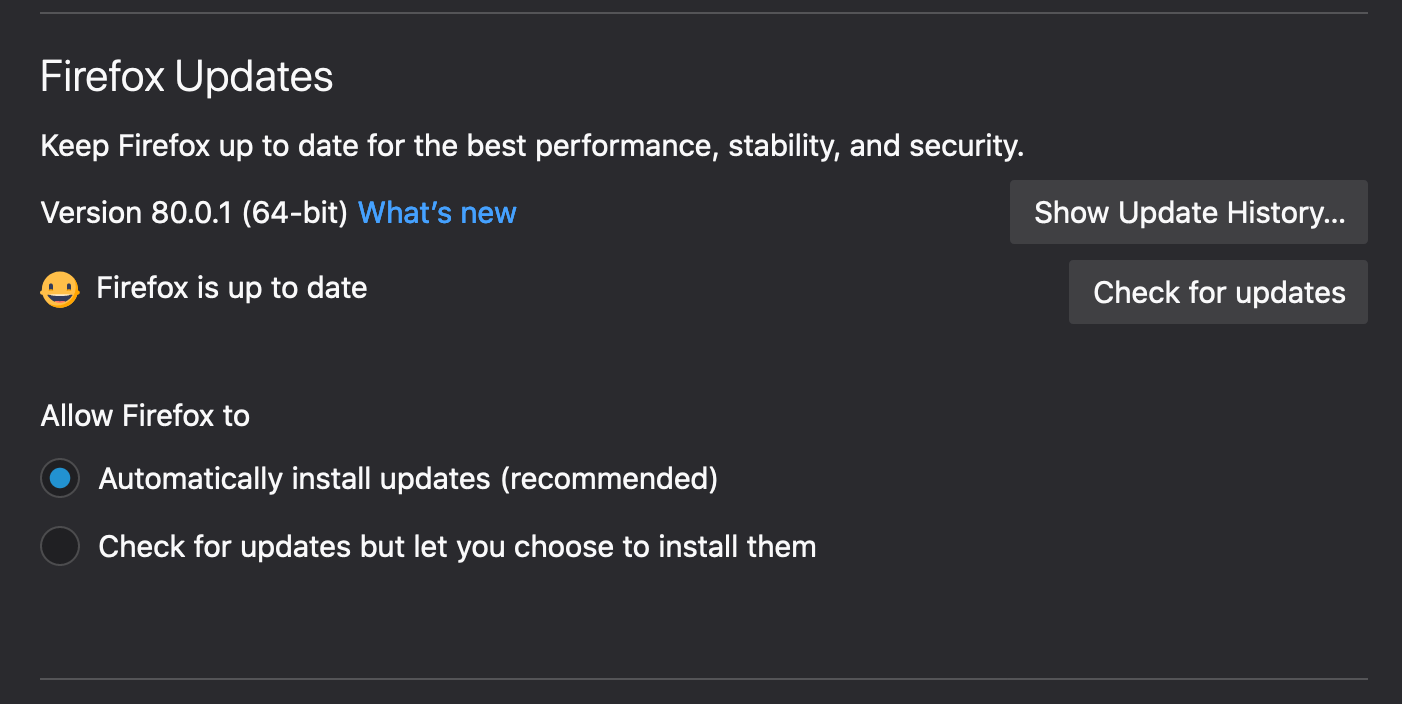 Firefox Updates
Keep Firefox up to date for the best performance, stability, and security.
Version 80.0.1 (64-bit) What’s new
Show Update History...
Firefox is up to date
Check for updates
Allow Firefox to
Automatically install updates (recommended)
Check for updates but let you choose to install them